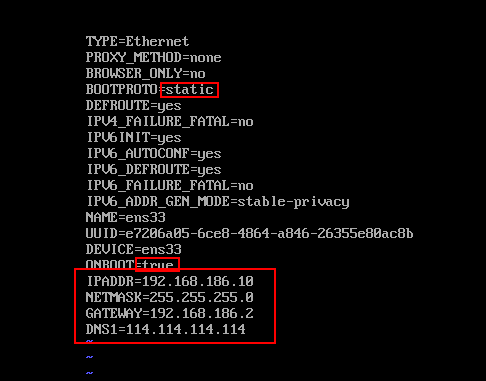 TYPE=Ethernet
PROXY_METHOD=none
BROWSER_ONLY=no
BOOTPROTO=static
DEFROUTE=yes
IPV4_FAILURE_FATAL=no
IPV6INIT=yes
IPV6_AUTOCONF=yes
IPV6_DEFROUTE=yes
IPV6_FAILURE_FATAL=no
IPV6_ADDR_GEN_MODE=stable-privacy
NAME=ens33
UUID=e7206a05-6ce8-4864-a846-26355e80ac8b
DEVICE=ens33
ONBOOT=true
IPADDR=192.168.186.10
NETMASK=255.255.255.0
GATEWAY=192.168.186.2
DNS1=114.114.114.114
~
~
~